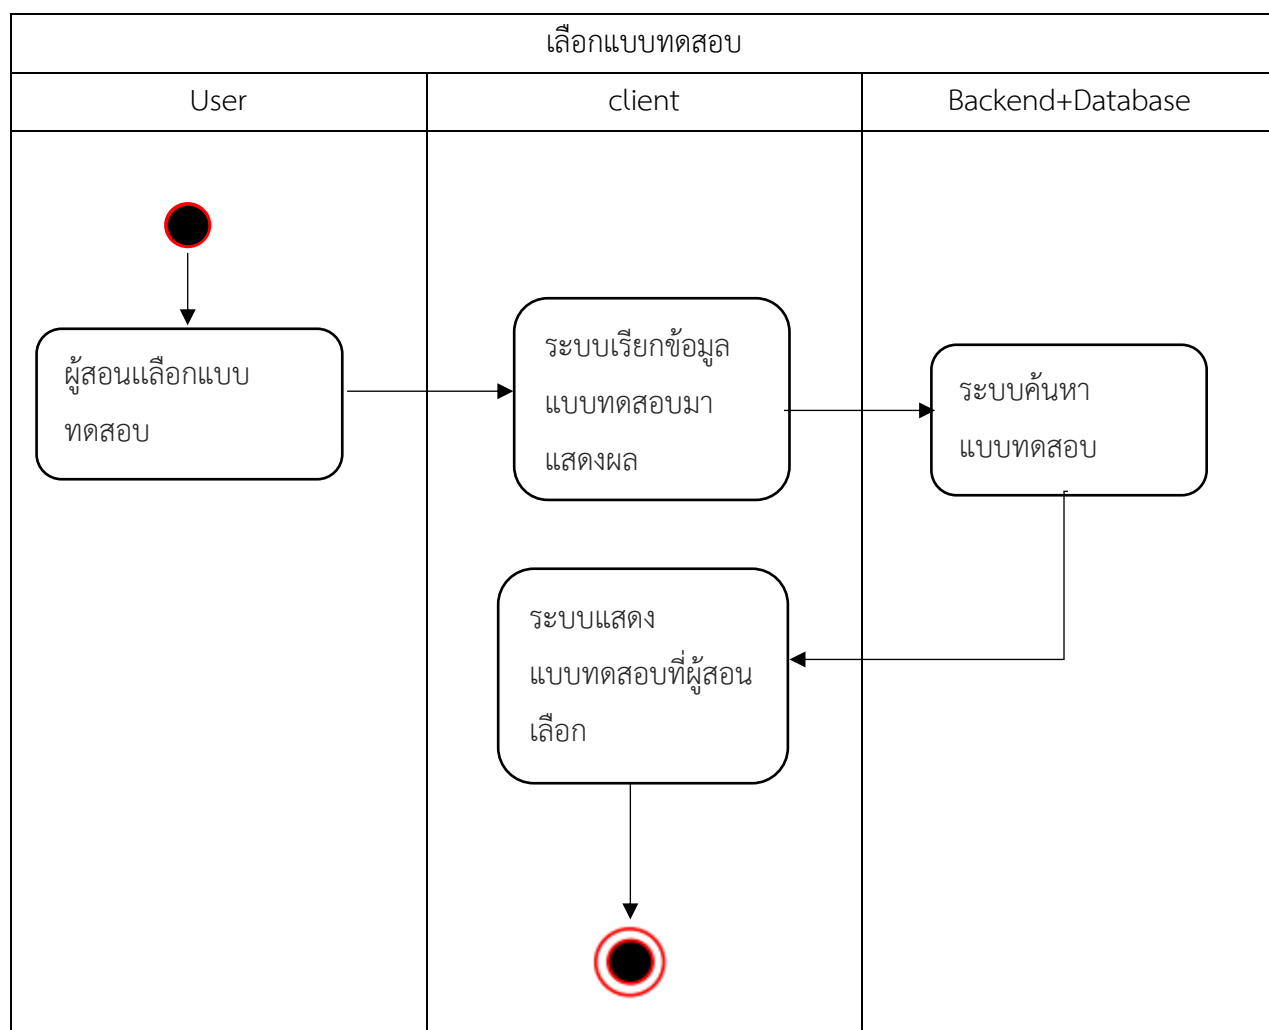 เลือกแบบทดสอบ
User
client
Backend+Database
ผู้สอนแลือกแบบ
ทดสอบ
ระบบเรียกข้อมูล
แบบทดสอบมา
แสดงผล
ระบบค้นหา
แบบทดสอบ
ระบบแสดง
แบบทดสอบที่ผู้สอน
เลือก